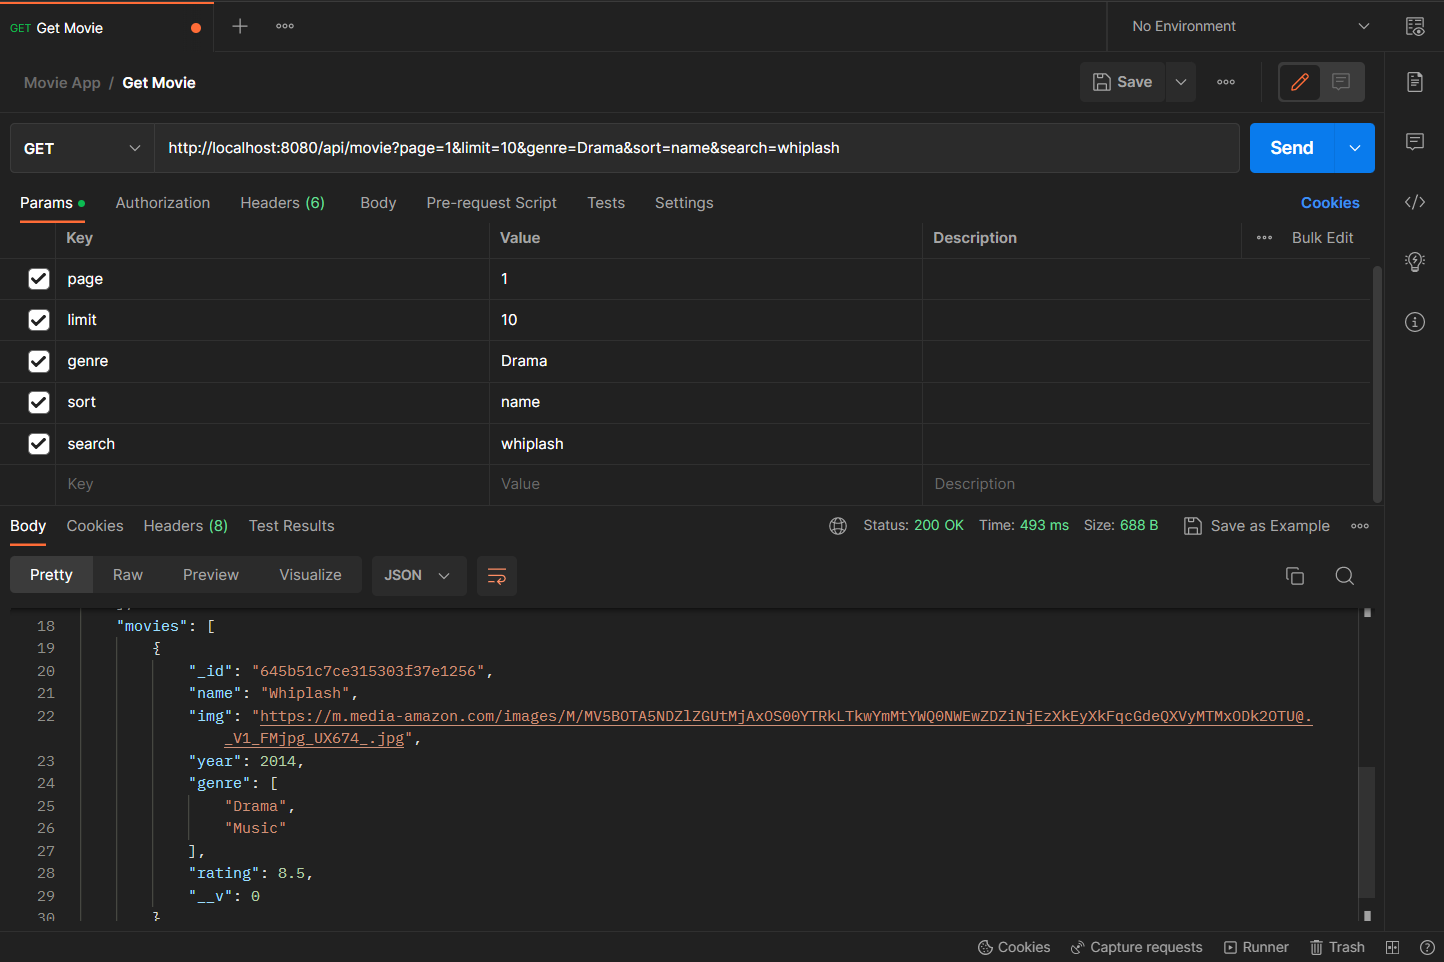 GET Get Movie
No Environment
Movie App / Get Movie
Save
GET
http://localhost:8080/api/movie?page=1&limit=10&genre=Drama&sort=name&search=whiplash
Send
Params Authorization Headers (6) Body Pre-request Script Tests Settings
Cookies
Key Value Description Bulk Edit
page 1
limit 10
genre Drama
sort name
search whiplash
Key Value Description
Body Cookies Headers (8) Test Results
Status: 200 OK Time: 493 ms Size: 688 B Save as Example
Pretty Raw Preview Visualize JSON
18 "movies": [
19 {
20 "_id": "645b51c7ce315303f37e1256",
21 "name": "Whiplash",
22 "img": "https://m.media-amazon.com/images/M/MV5BOTA5NDZlZGUtMjAxOS00YTRkLTkwYmMtYWQ0NWEwZDZiNjEzXkEyXkFqcGdeQXVyMTMxODk2OTU@.
_V1_FMjpg_UX674_.jpg",
23 "year": 2014,
24 "genre": [
25 "Drama",
26 "Music"
27 ],
28 "rating": 8.5,
29 "__v": 0
30 }
Cookies Capture requests Runner Trash